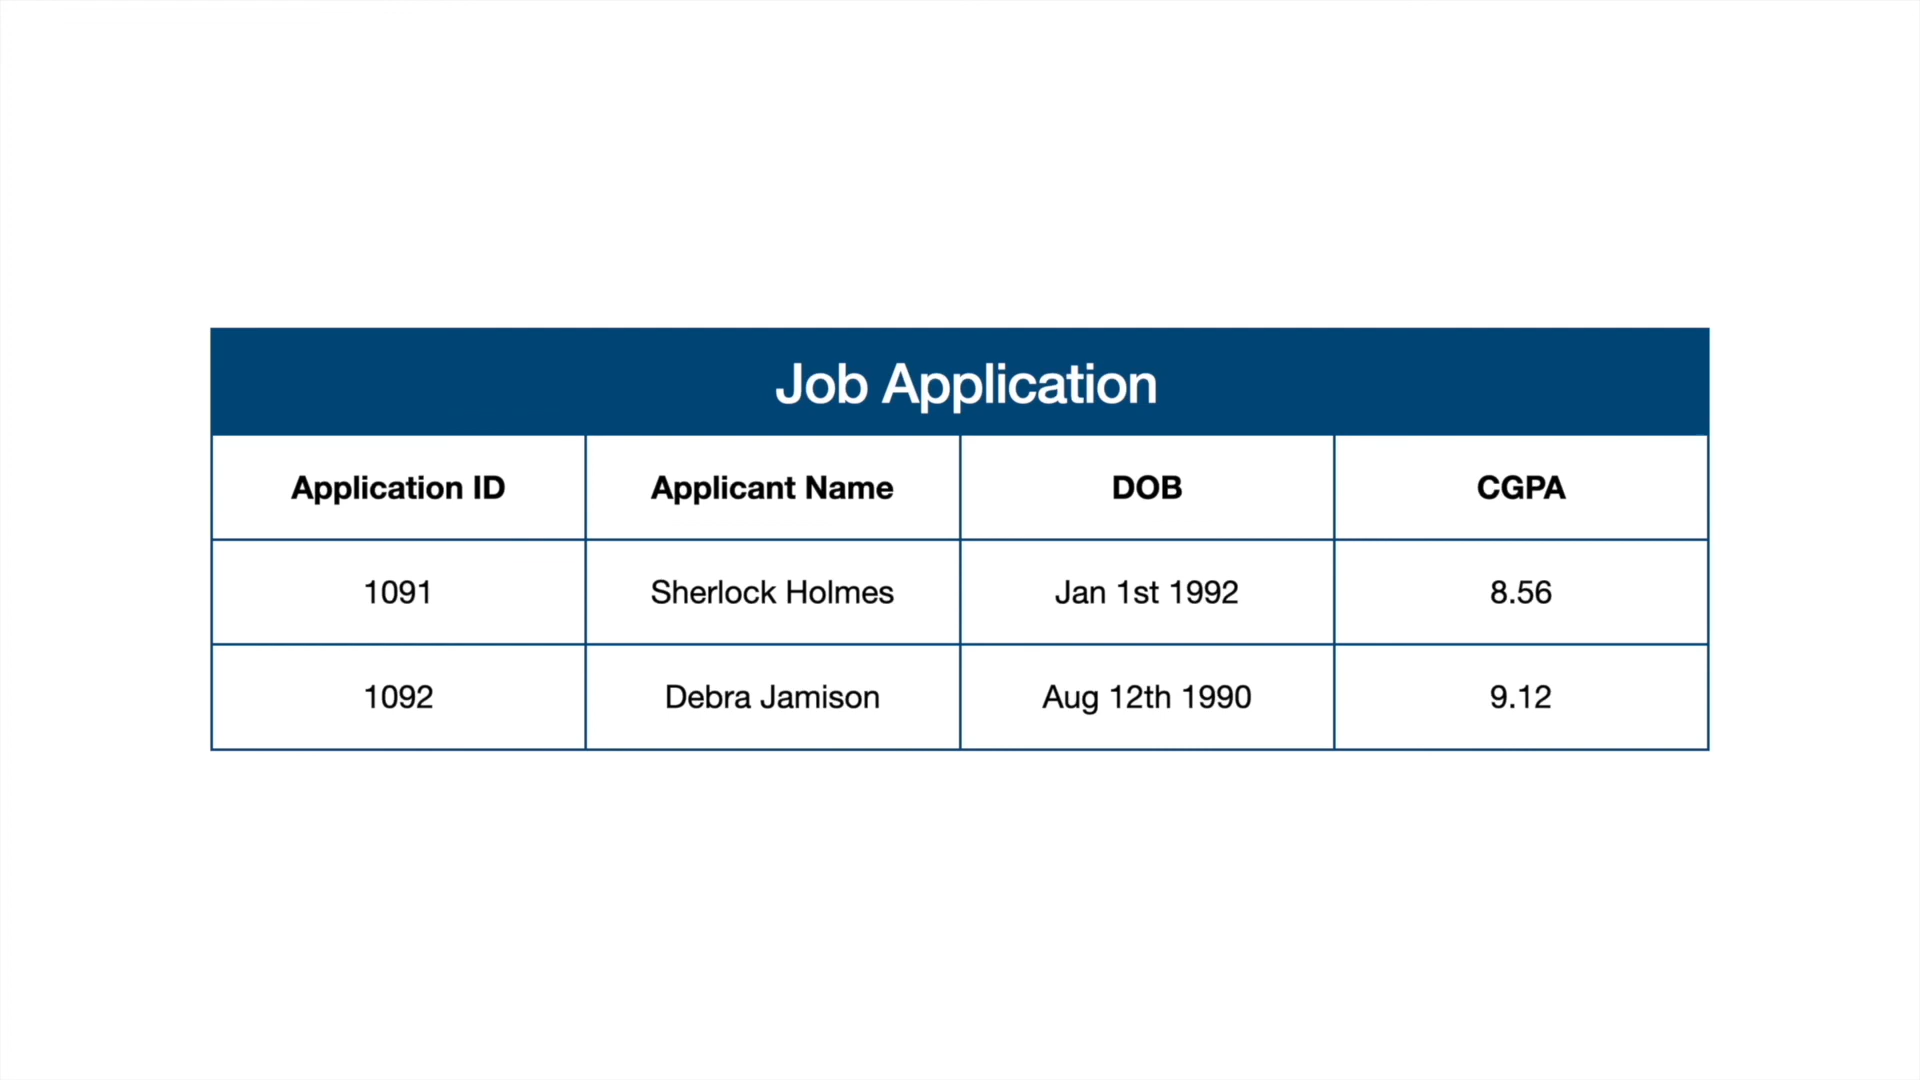 Job Application
Application ID Applicant Name DOB CGPA
1091 Sherlock Holmes Jan 1st 1992 8.56
1092 Debra Jamison Aug 12th 1990 9.12